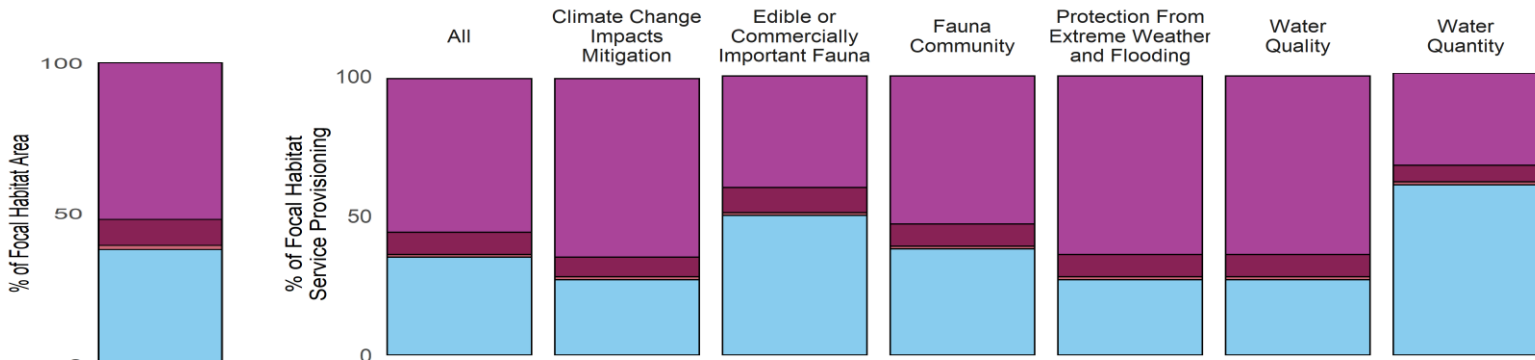 % of Focal Habitat Area
100
50
% of Focal Habitat
Service Provisioning
100
50
0
All
Climate Change
Impacts
Mitigation
Edible or
Commercially
Important Fauna
Fauna
Community
Protection From
Extreme Weather
and Flooding
Water
Quality
Water
Quantity